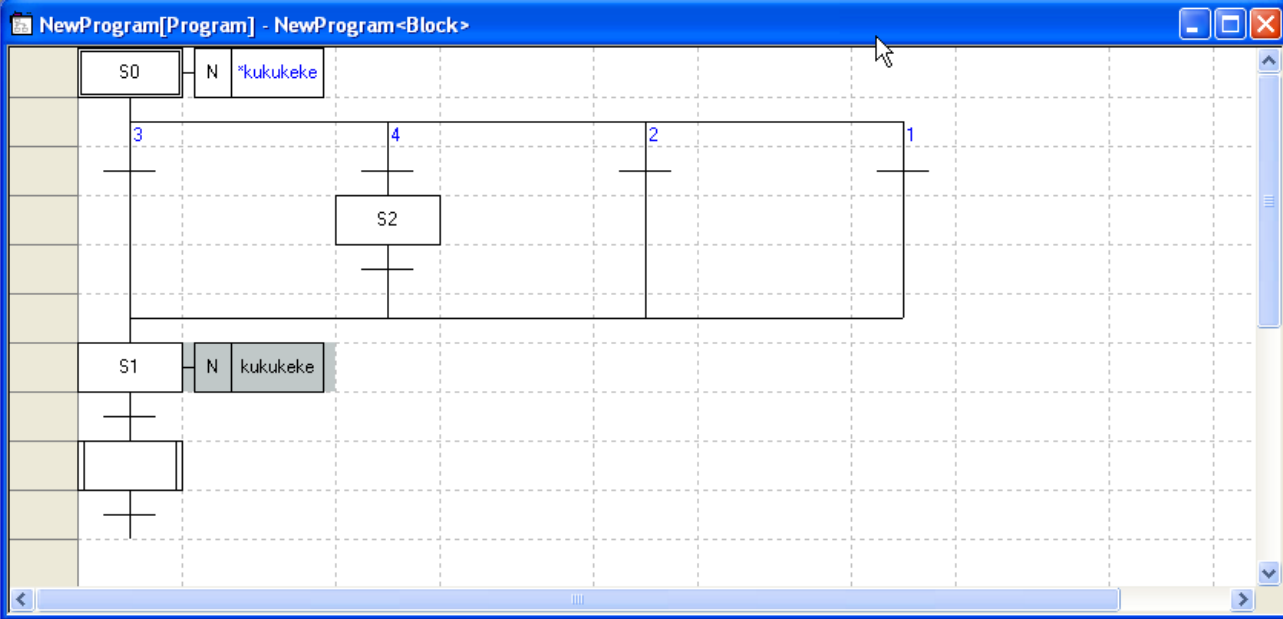 NewProgram[Program] - NewProgram<Block>
S0 N *kukukeke
3 4 2 1
S2
S1 N kukukeke